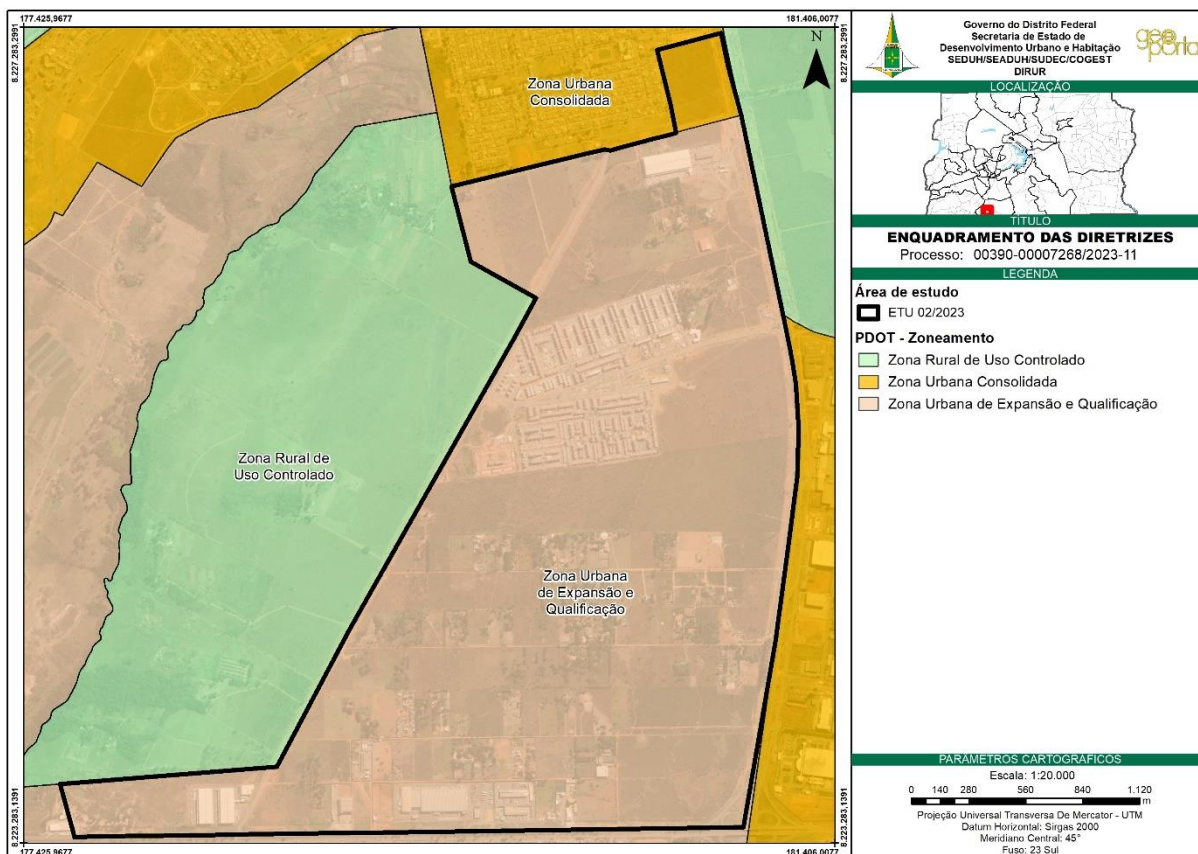 177.425,9677
181.406,0077
8.227.283,2991
8.227.283,2991
N
Zona Urbana
Consolidada
Zona Rural de
Uso Controlado
Zona Urbana
de Expansão e
Qualificação
8.223.283,1391
8.223.283,1391
177.425,9677
181.406,0077
Governo do Distrito Federal
Secretaria de Estado de
Desenvolvimento Urbano e Habitação
SEDUH/SEADUH/SUDEC/COGEST
DIRUR
geo
porta
LOCALIZAÇÃO
TÍTULO
ENQUADRAMENTO DAS DIRETRIZES
Processo: 00390-00007268/2023-11
LEGENDA
Área de estudo
ETU 02/2023
PDOT - Zoneamento
Zona Rural de Uso Controlado
Zona Urbana Consolidada
Zona Urbana de Expansão e Qualificação
PARAMETROS CARTOGRAFICOS
Escala: 1:20.000
0 140 280 560 840 1.120
m
Projeção Universal Transversa De Mercator - UTM
Datum Horizontal: Sirgas 2000
Meridiano Central: 45°
Fuso: 23 Sul